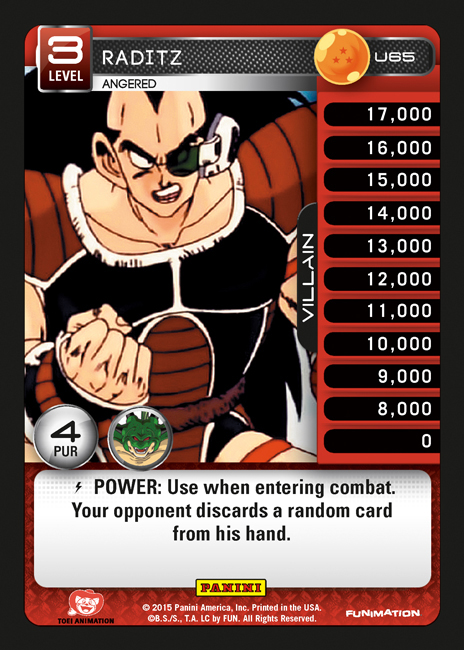 3
LEVEL
RADITZ
U65
ANGERED
17,000
16,000
15,000
14,000
13,000
12,000
11,000
10,000
9,000
8,000
0
VILLAIN
4
PUR
POWER: Use when entering combat.
Your opponent discards a random card
from his hand.
PANINI
TOEI ANIMATION
© 2015 Panini America, Inc. Printed in the USA.
©B.S./S., T.A. LC by FUN. All Rights Reserved.
FUNIMATION